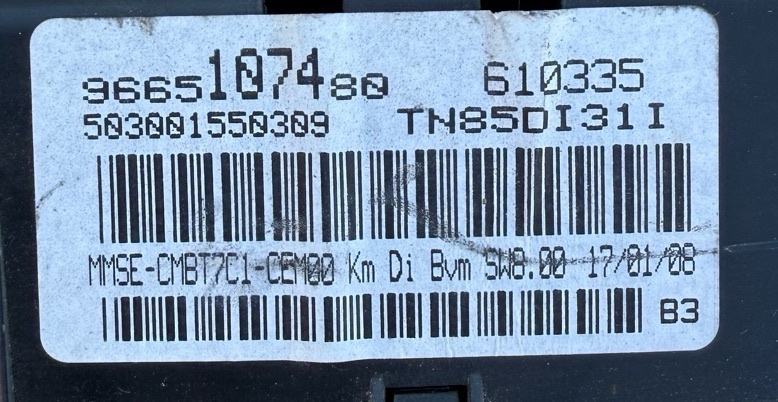 9665107480 610335
503001550309 TN85DI31I
MMSE-CMBT7C1-CEM00 Km Di Bvm SW8.00 17/01/08
B3